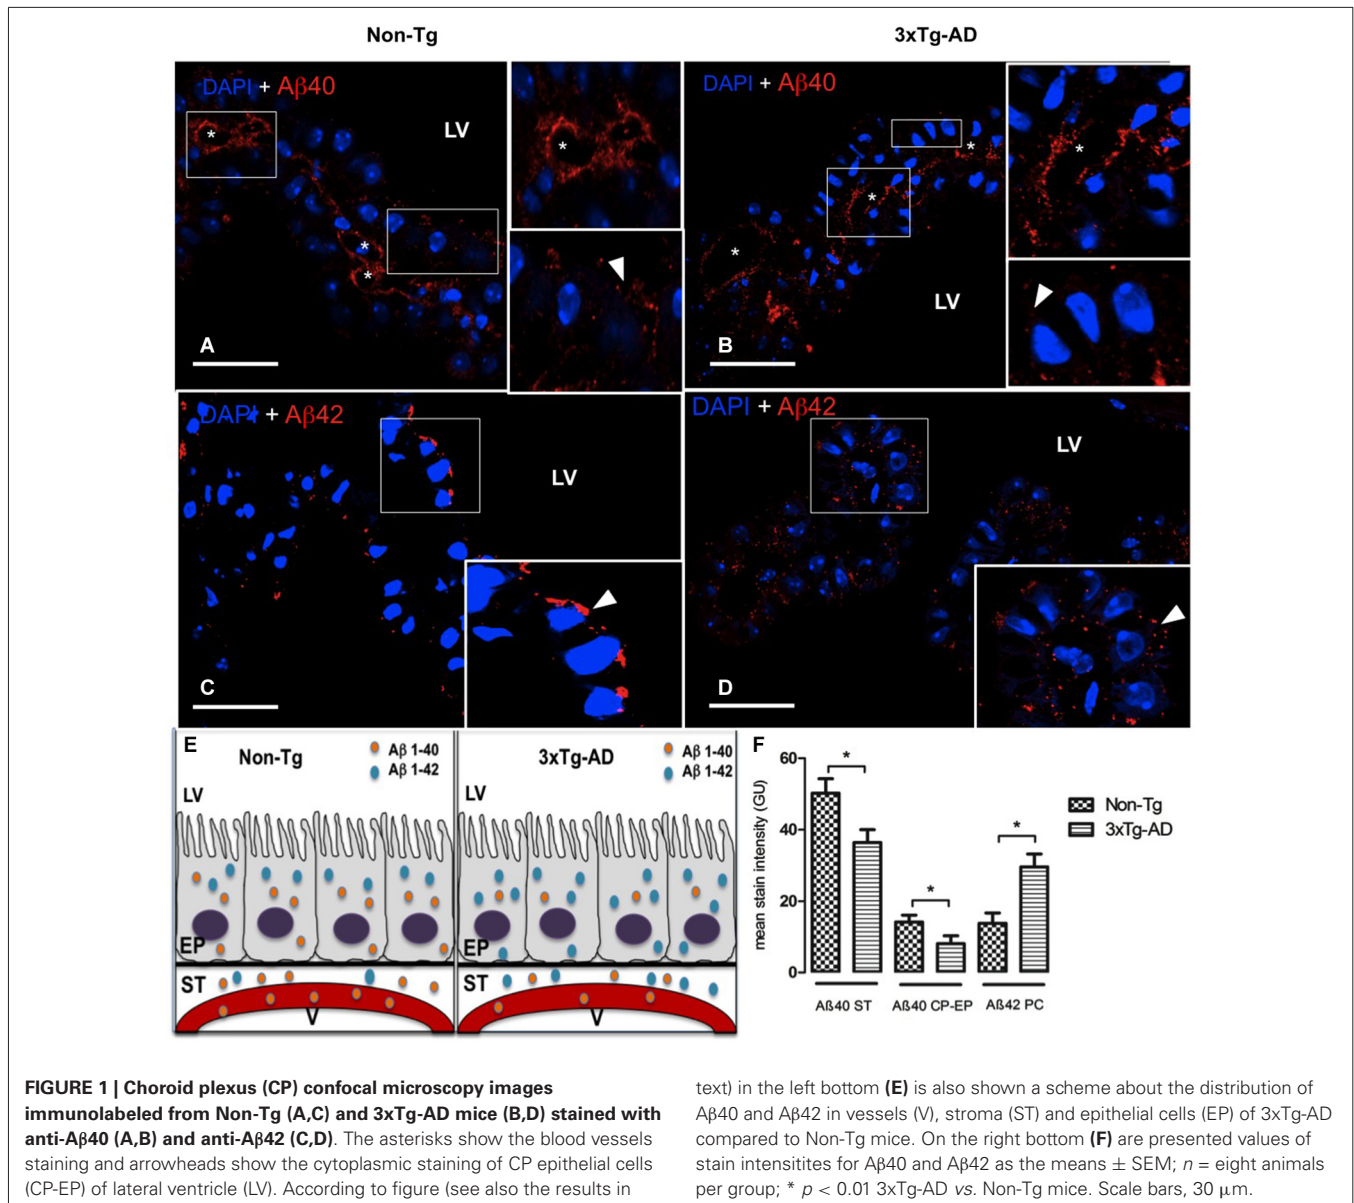 Non-Tg
3xTg-AD
DAPI + Aβ40
LV
*
*
*
*
A
DAPI + Aβ40
LV
*
*
*
*
B
DAPI + Aβ42
LV
C
DAPI + Aβ42
LV
D
E
Non-Tg
Aβ 1-40
Aβ 1-42
LV
EP
ST
V
3xTg-AD
Aβ 1-40
Aβ 1-42
LV
EP
ST
V
F
mean stain intensity (GU)
60
40
20
0
*
*
*
Non-Tg
3xTg-AD
Aß40 ST
Aß40 CP-EP
Aß42 PC
FIGURE 1 | Choroid plexus (CP) confocal microscopy images
immunolabeled from Non-Tg (A,C) and 3xTg-AD mice (B,D) stained with
anti-Aβ40 (A,B) and anti-Aβ42 (C,D). The asterisks show the blood vessels
staining and arrowheads show the cytoplasmic staining of CP epithelial cells
(CP-EP) of lateral ventricle (LV). According to figure (see also the results in
text) in the left bottom (E) is also shown a scheme about the distribution of
Aβ40 and Aβ42 in vessels (V), stroma (ST) and epithelial cells (EP) of 3xTg-AD
compared to Non-Tg mice. On the right bottom (F) are presented values of
stain intensitites for Aβ40 and Aβ42 as the means ± SEM; n = eight animals
per group; * p < 0.01 3xTg-AD vs. Non-Tg mice. Scale bars, 30 μm.